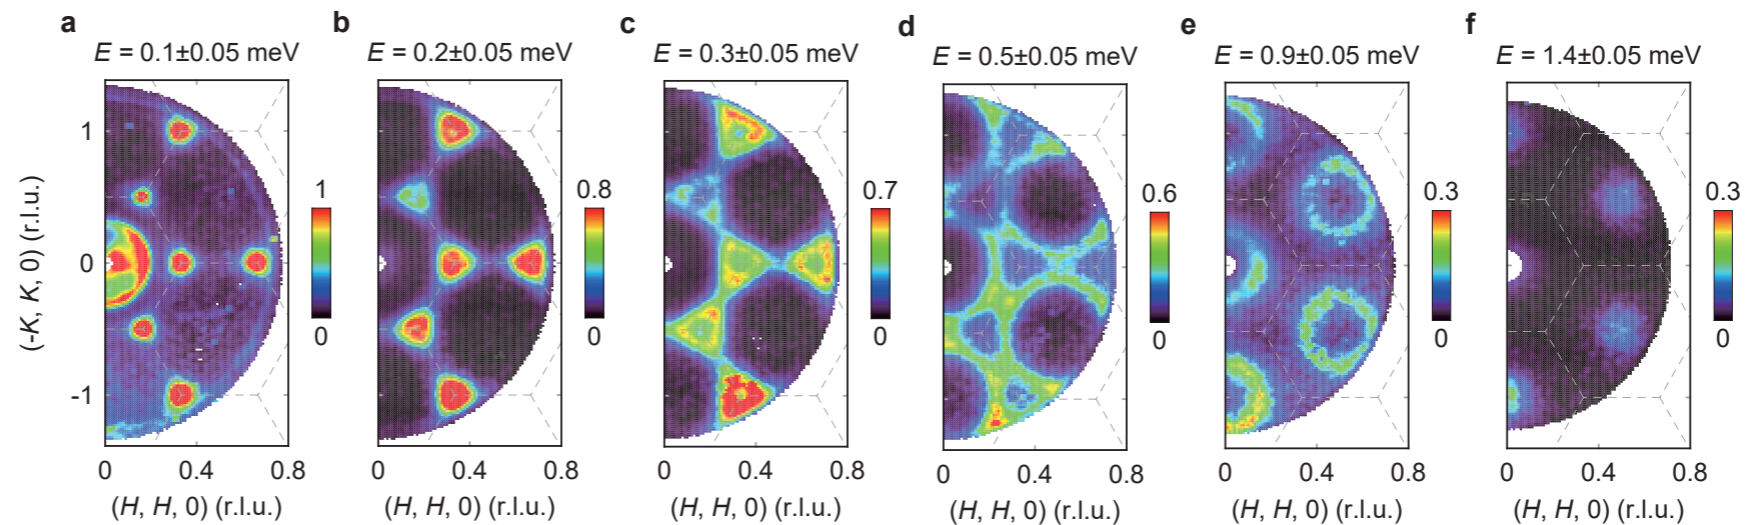 a b c d e f
E = 0.1±0.05 meV E = 0.2±0.05 meV E = 0.3±0.05 meV E = 0.5±0.05 meV E = 0.9±0.05 meV E = 1.4±0.05 meV
1 1 0.8 0.7 0.6 0.3 0.3
(-K, K, 0) (r.l.u.)
0
-1 0 0 0 0 0 0
0 0.4 0.8 0 0.4 0.8 0 0.4 0.8 0 0.4 0.8 0 0.4 0.8 0 0.4 0.8
(H, H, 0) (r.l.u.) (H, H, 0) (r.l.u.) (H, H, 0) (r.l.u.) (H, H, 0) (r.l.u.) (H, H, 0) (r.l.u.) (H, H, 0) (r.l.u.)